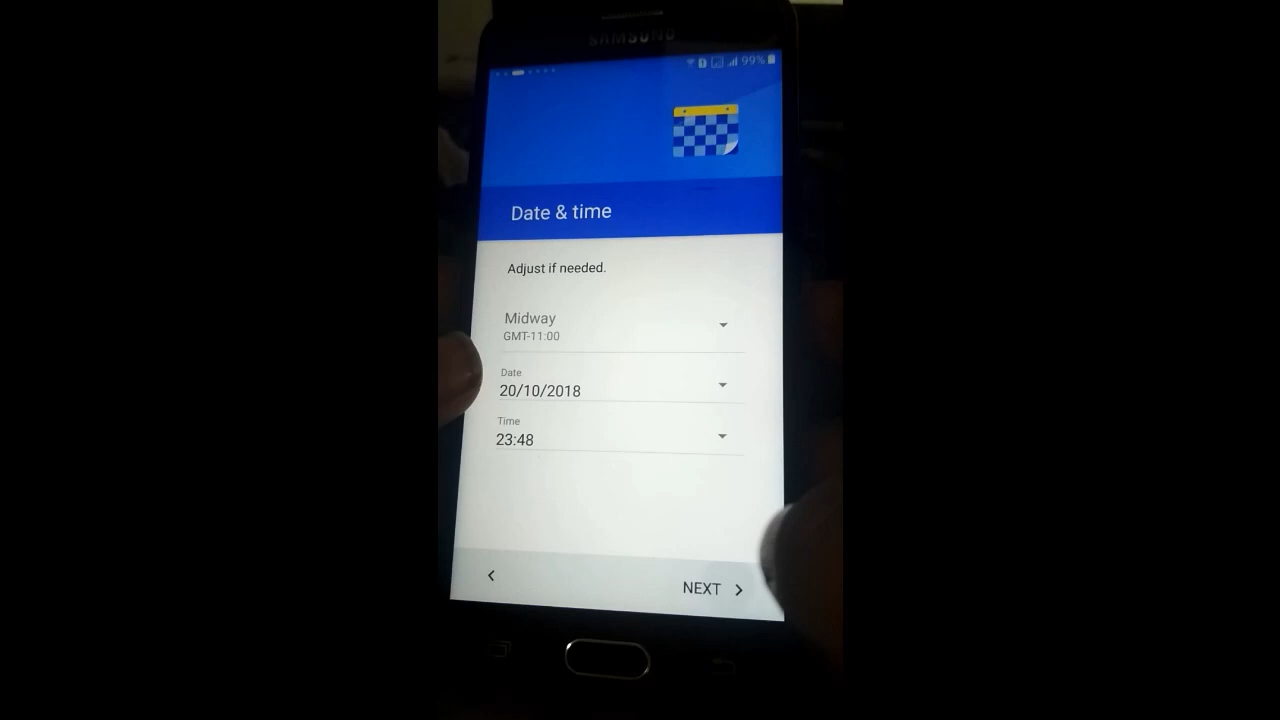 SAMSUNG
99%
Date & time
Adjust if needed.
Midway
GMT-11:00
Date
20/10/2018
Time
23:48
NEXT